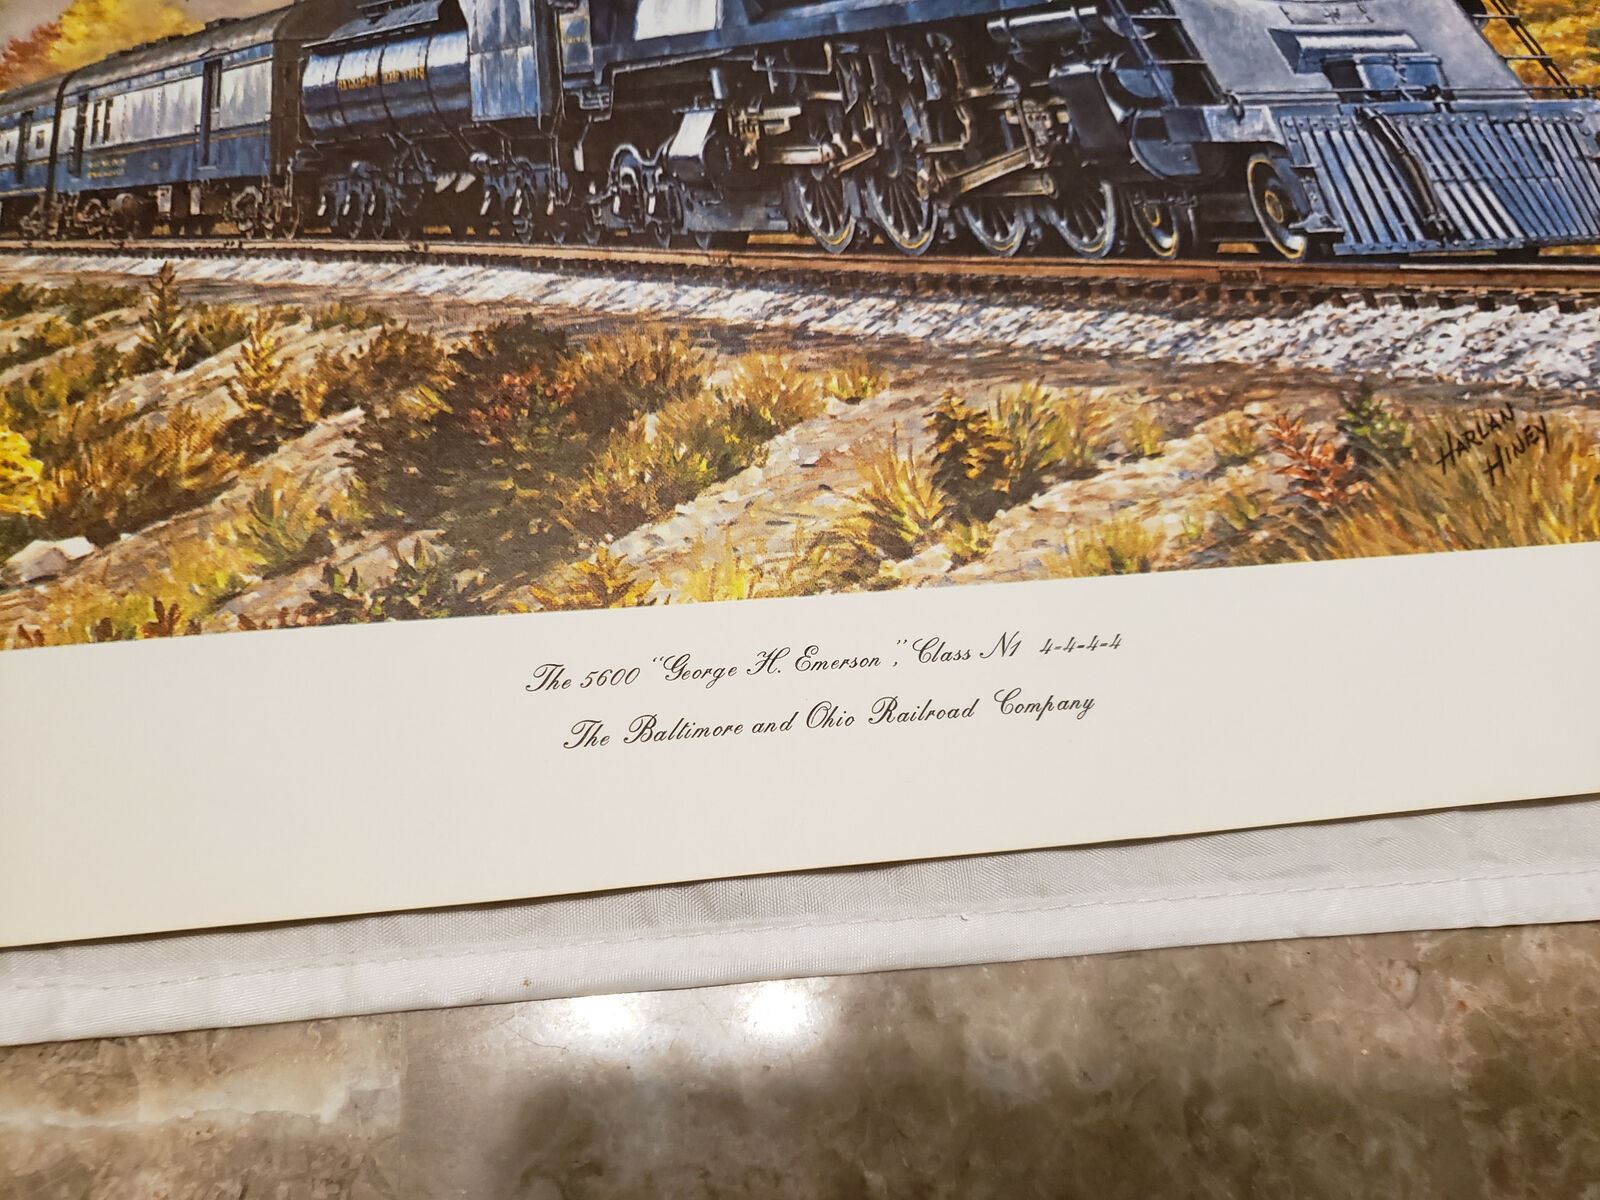 HARLAN
HINEY
The 5600 "George H. Emerson", Class N1 4-4-4-4
The Baltimore and Ohio Railroad Company